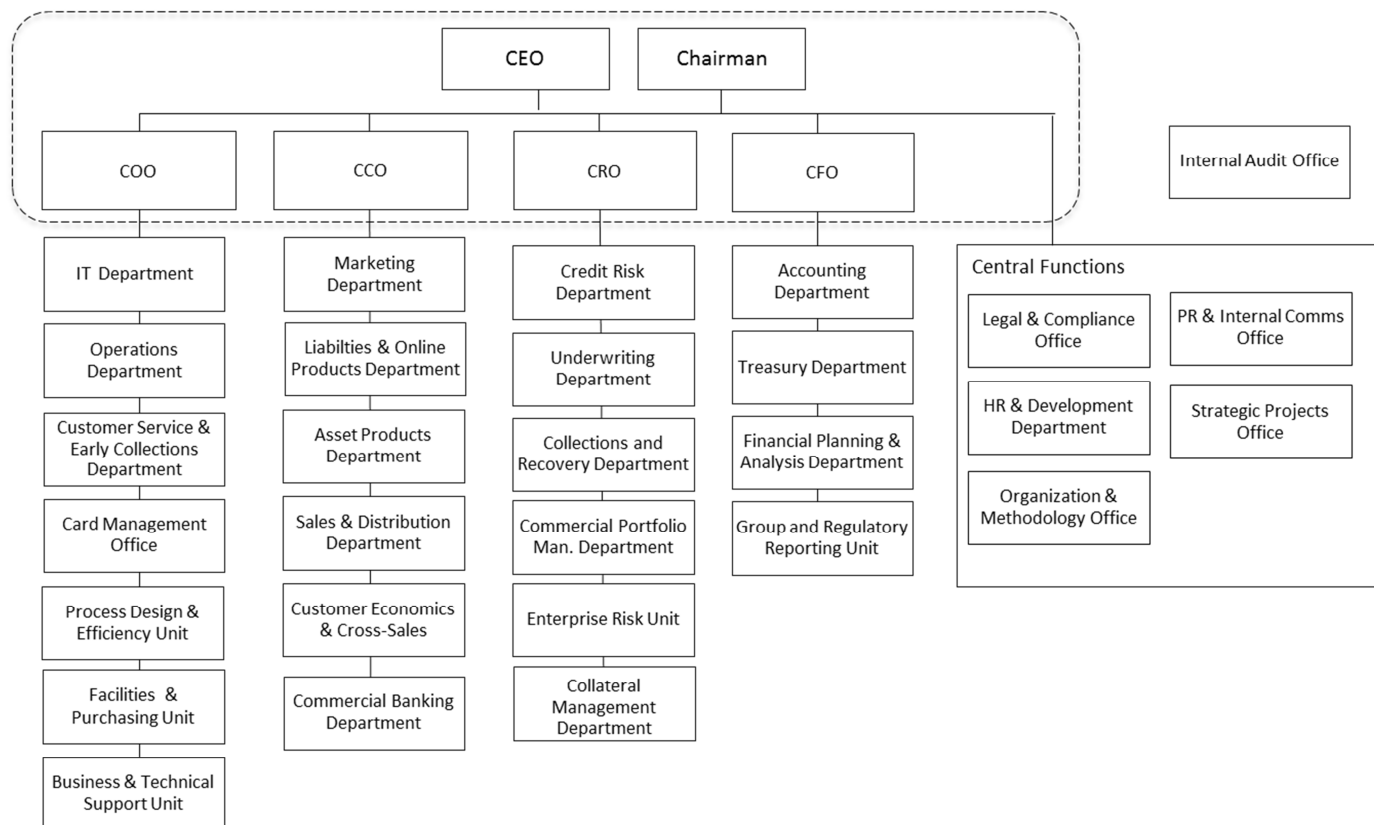 CEO
Chairman
COO
CCO
CRO
CFO
Internal Audit Office
IT Department
Operations
Department
Customer Service &
Early Collections
Department
Card Management
Office
Process Design &
Efficiency Unit
Facilities &
Purchasing Unit
Business & Technical
Support Unit
Marketing
Department
Liabilties & Online
Products Department
Asset Products
Department
Sales & Distribution
Department
Customer Economics
& Cross-Sales
Commercial Banking
Department
Credit Risk
Department
Underwriting
Department
Collections and
Recovery Department
Commercial Portfolio
Man. Department
Enterprise Risk Unit
Collateral
Management
Department
Accounting
Department
Treasury Department
Financial Planning &
Analysis Department
Group and Regulatory
Reporting Unit
Central Functions
Legal & Compliance
Office
PR & Internal Comms
Office
HR & Development
Department
Strategic Projects
Office
Organization &
Methodology Office